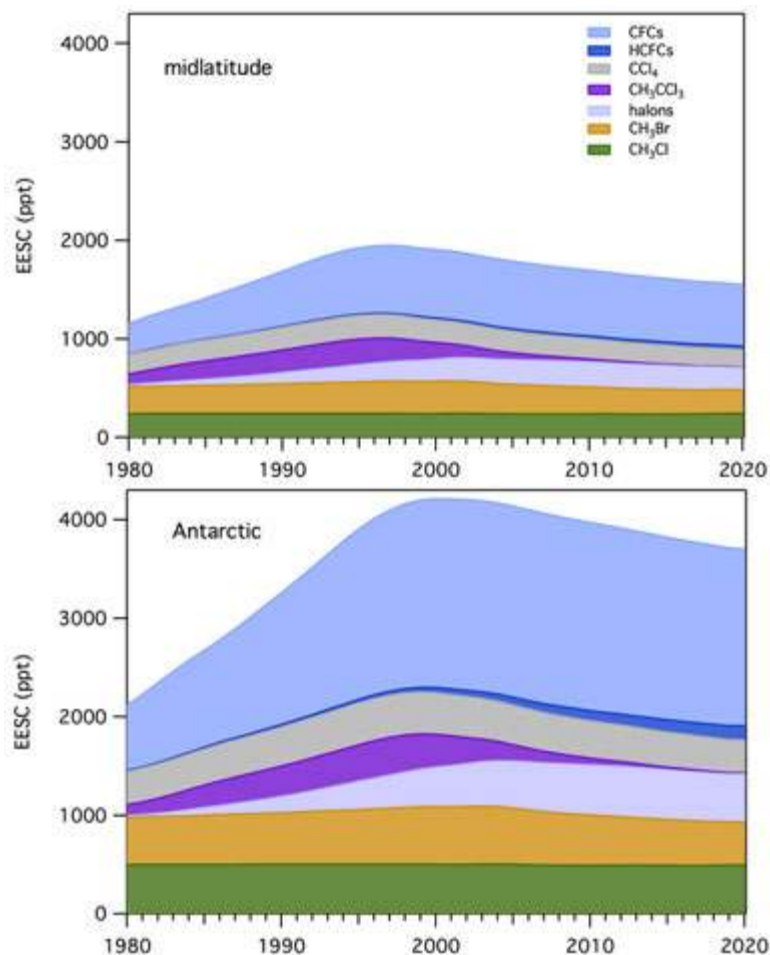 4000
3000
2000
1000
0
EESC (ppt)
midlatitude
CFCs
HCFCs
CCl₄
CH₃CCl₃
halons
CH₃Br
CH₃Cl
1980 1990 2000 2010 2020
4000
3000
2000
1000
0
EESC (ppt)
Antarctic
1980 1990 2000 2010 2020